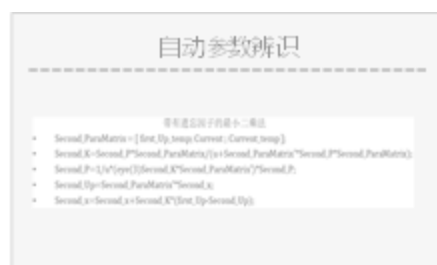 自动参数辨识
带有遗忘因子的最小二乘法
Second_ParaMatrix = [ first_Up_temp; Current; Current_temp ];
Second_K=Second_P*Second_ParaMatrix/(u+Second_ParaMatrix'*Second_P*Second_ParaMatrix);
Second_P=1/u*(eye(3)Second_K*Second_ParaMatrix')*Second_P;
Second_Up=Second_ParaMatrix'*Second_x;
Second_x=Second_x+Second_K*(first_Up-Second_Up);